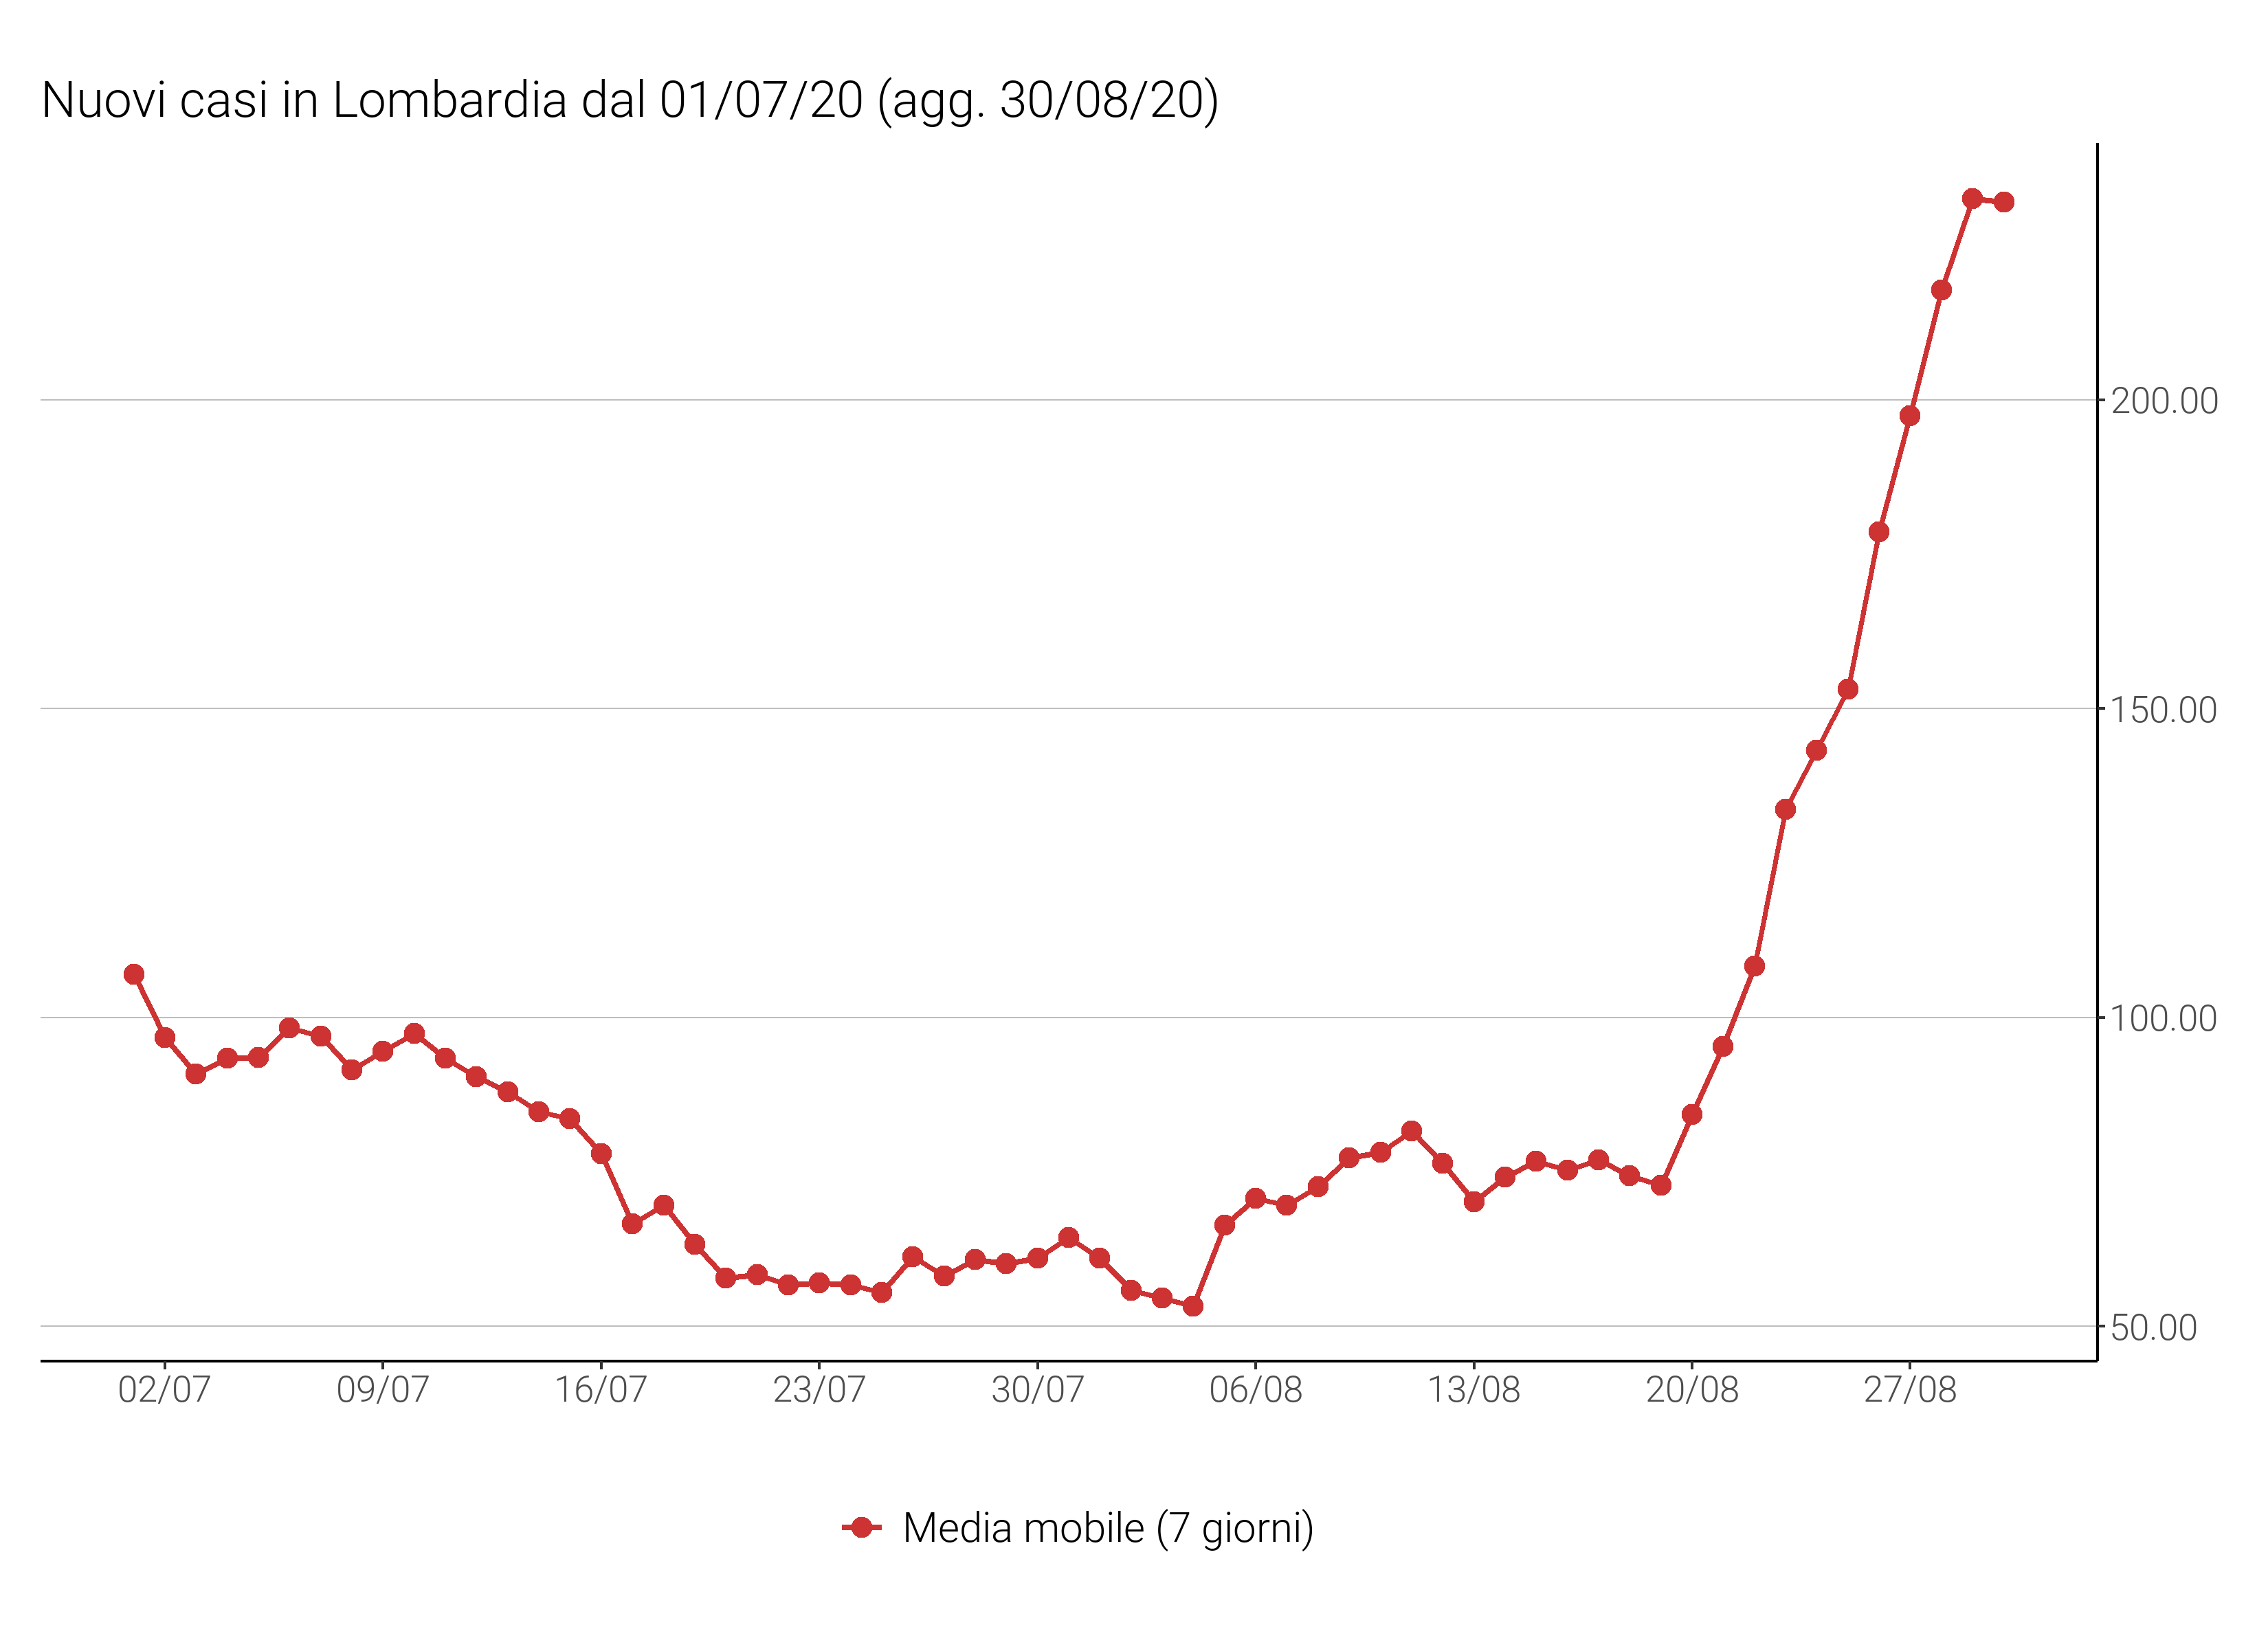 Nuovi casi in Lombardia dal 01/07/20 (agg. 30/08/20)
200.00
150.00
100.00
50.00
02/07 09/07 16/07 23/07 30/07 06/08 13/08 20/08 27/08
Media mobile (7 giorni)